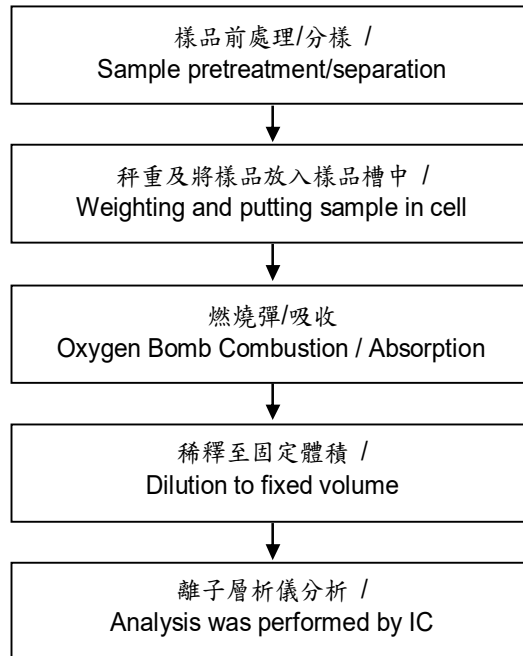 樣品前處理/分樣 /
Sample pretreatment/separation
秤重及將樣品放入樣品槽中 /
Weighting and putting sample in cell
燃燒彈/吸收
Oxygen Bomb Combustion / Absorption
稀釋至固定體積 /
Dilution to fixed volume
離子層析儀分析 /
Analysis was performed by IC